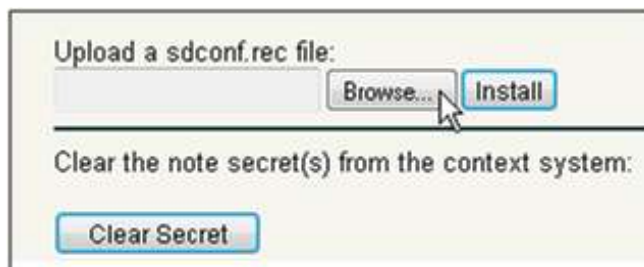 Upload a sdconf.rec file:
Browse... Install
Clear the note secret(s) from the context system:
Clear Secret